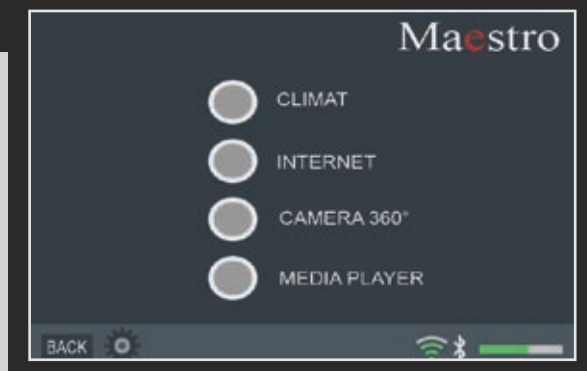 Maestro
CLIMAT
INTERNET
CAMERA 360°
MEDIA PLAYER
BACK